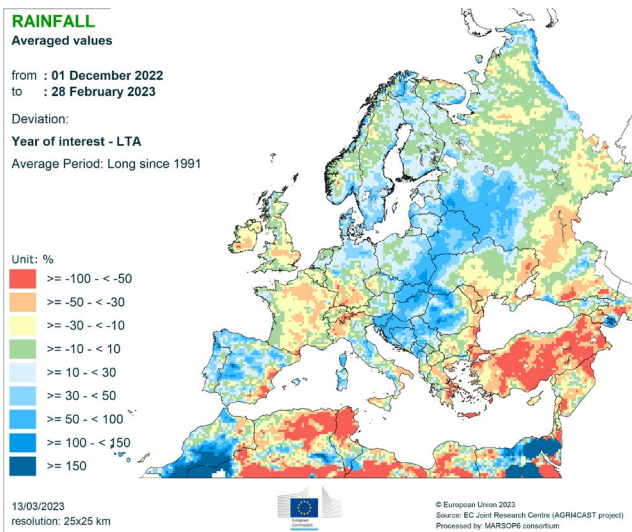 RAINFALL
Averaged values
from : 01 December 2022
to : 28 February 2023
Deviation:
Year of interest - LTA
Average Period: Long since 1991
Unit: %
>= -100 - < -50
>= -50 - < -30
>= -30 - < -10
>= -10 - < 10
>= 10 - < 30
>= 30 - < 50
>= 50 - < 100
>= 100 - < 150
>= 150
13/03/2023
resolution: 25x25 km
European
Commission
© European Union 2023
Source: EC Joint Research Centre (AGRI4CAST project)
Processed by: MARSOP6 consortium